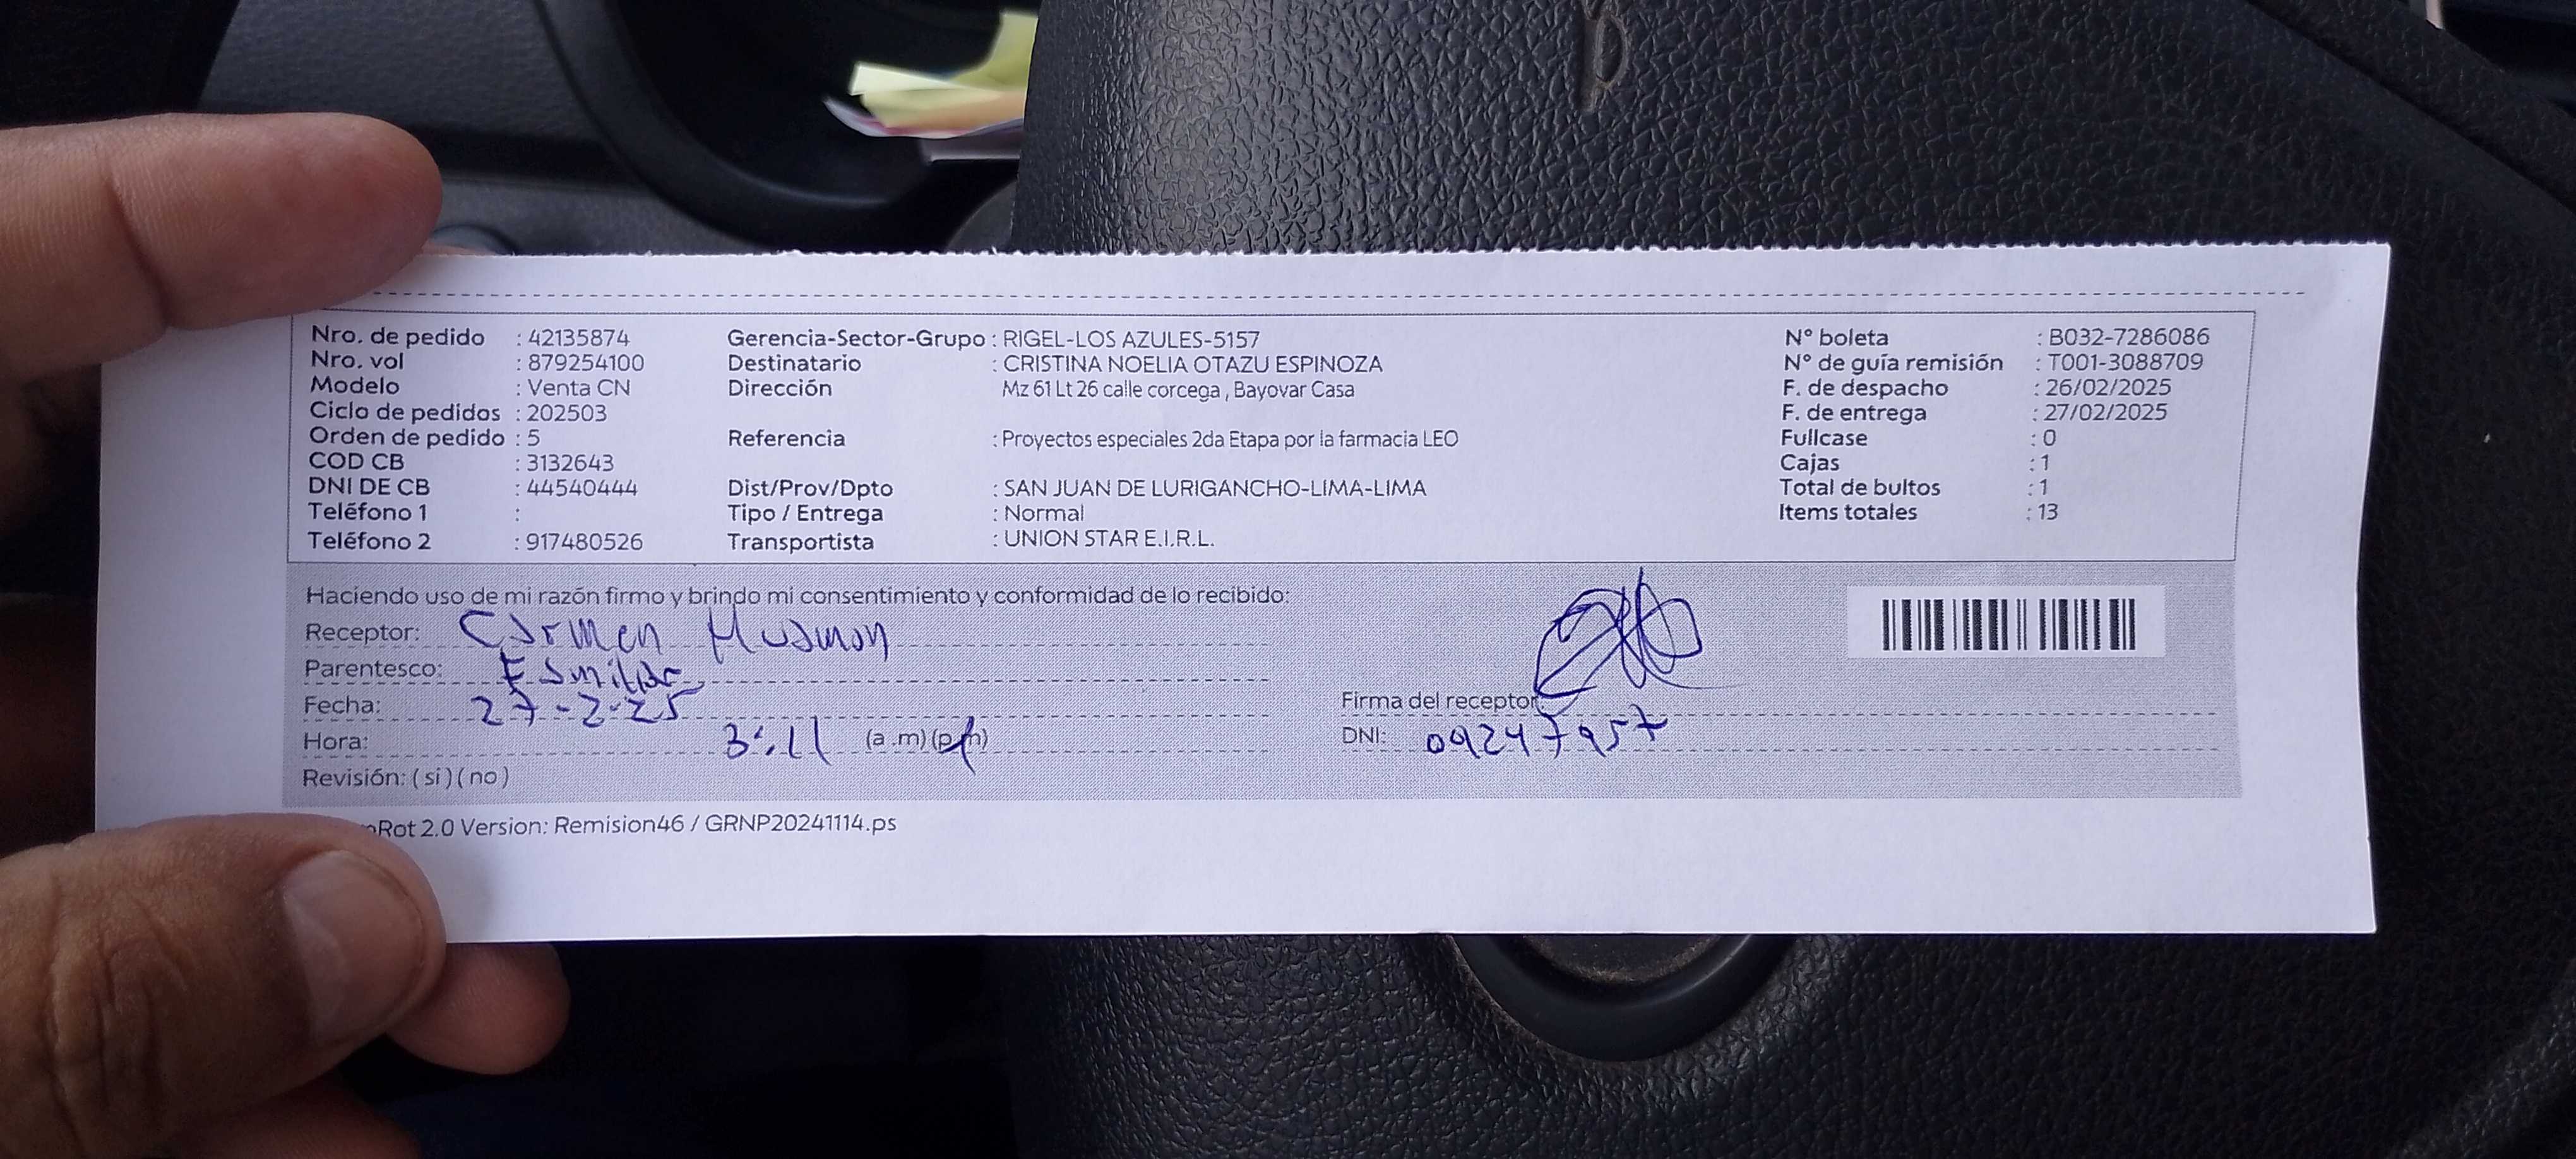 Nro. de pedido : 42135874 Gerencia-Sector-Grupo : RIGEL-LOS AZULES-5157 N° boleta : B032-7286086
Nro. vol : 879254100 Destinatario : CRISTINA NOELIA OTAZU ESPINOZA N° de guía remisión : T001-3088709
Modelo : Venta CN Dirección Mz 61 Lt 26 calle corcega , Bayovar Casa F. de despacho : 26/02/2025
Ciclo de pedidos : 202503 F. de entrega : 27/02/2025
Orden de pedido : 5 Referencia : Proyectos especiales 2da Etapa por la farmacia LEO Fullcase : 0
COD CB : 3132643 Cajas : 1
DNI DE CB : 44540444 Dist/Prov/Dpto : SAN JUAN DE LURIGANCHO-LIMA-LIMA Total de bultos : 1
Teléfono 1 : Tipo / Entrega : Normal Items totales : 13
Teléfono 2 : 917480526 Transportista : UNION STAR E.I.R.L.
Haciendo uso de mi razón firmo y brindo mi consentimiento y conformidad de lo recibido:
Receptor: Carmen
Parentesco: Familiar
Fecha: 27-2-25 Firma del receptor:
Hora: 3:11 (a .m) (p.m) DNI: 09247957
Revisión: ( si ) ( no )
Rot 2.0 Version: Remision46 / GRNP20241114.ps